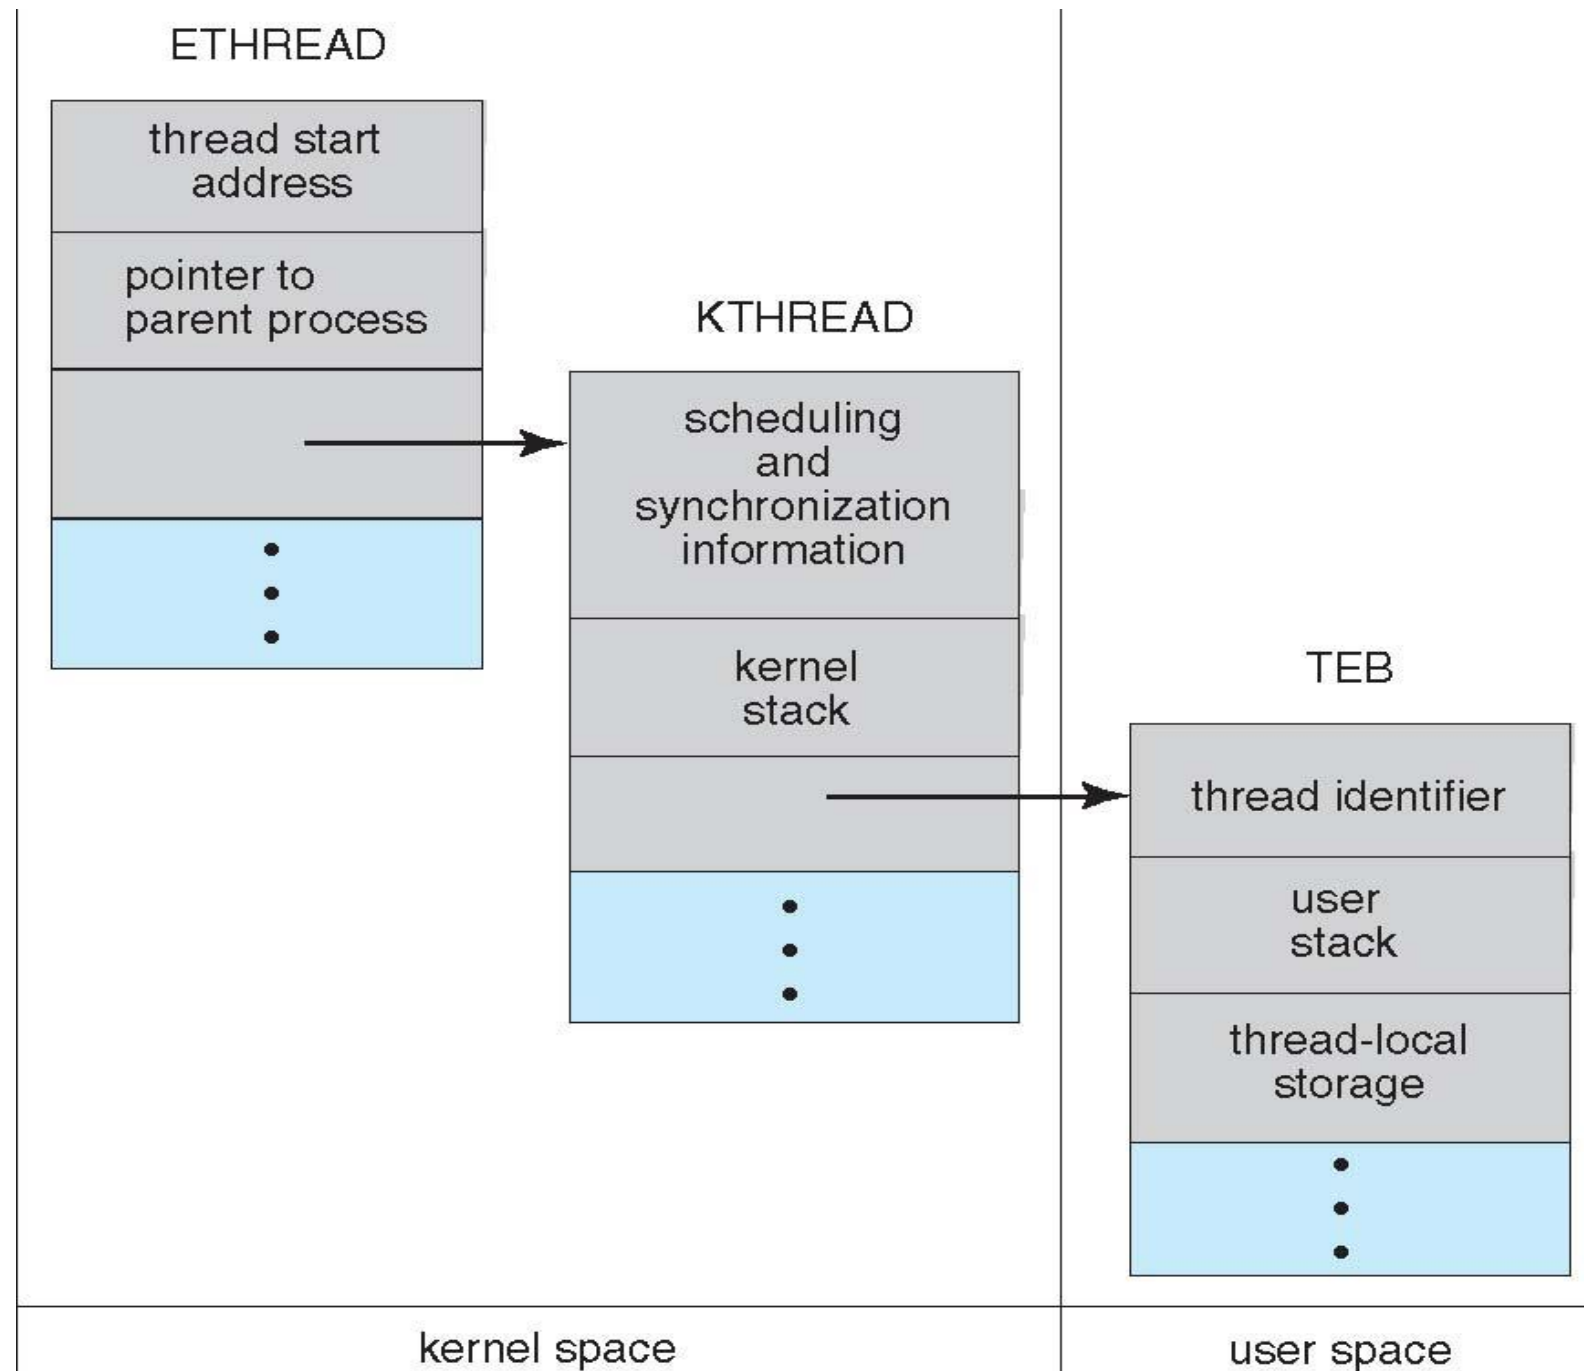 ETHREAD
thread start
address
pointer to
parent process
KTHREAD
scheduling
and
synchronization
information
kernel
stack
TEB
thread identifier
user
stack
thread-local
storage
kernel space
user space